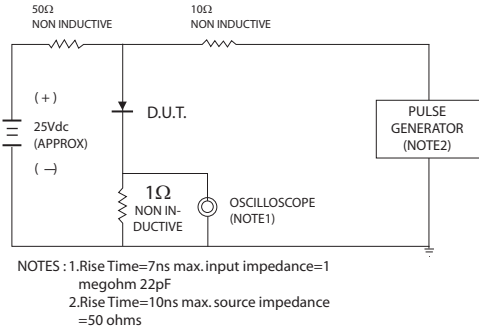 50Ω
NON INDUCTIVE
10Ω
NON INDUCTIVE
(+)
25Vdc
(APPROX)
(—)
D.U.T.
1Ω
NON IN-
DUCTIVE
OSCILLOSCOPE
(NOTE1)
PULSE
GENERATOR
(NOTE2)
NOTES : 1.Rise Time=7ns max. input impedance=1
megohm 22pF
2.Rise Time=10ns max. source impedance
=50 ohms